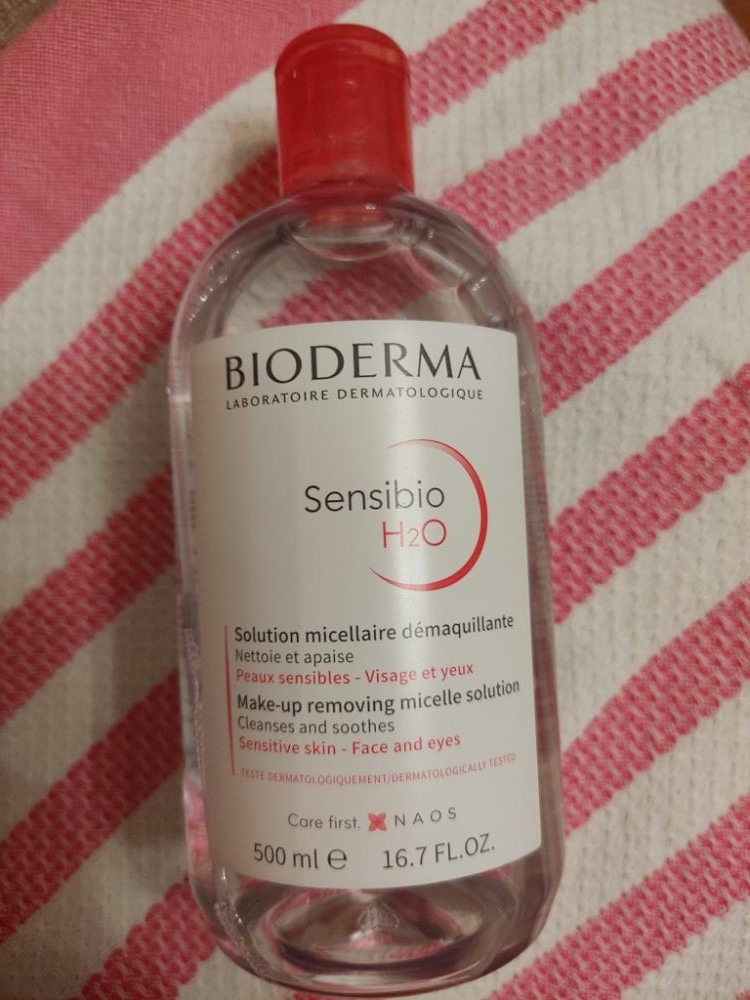 BIODERMA
LABORATOIRE DERMATOLOGIQUE
Sensibio
H2O
Solution micellaire démaquillante
Nettoie et apaise
Peaux sensibles - Visage et yeux
Make-up removing micelle solution
Cleanses and soothes
Sensitive skin - Face and eyes
TESTÉ DERMATOLOGIQUEMENT/DERMATOLOGICALLY TESTED
Care first. NAOS
500 ml ℮ 16.7 FL.OZ.